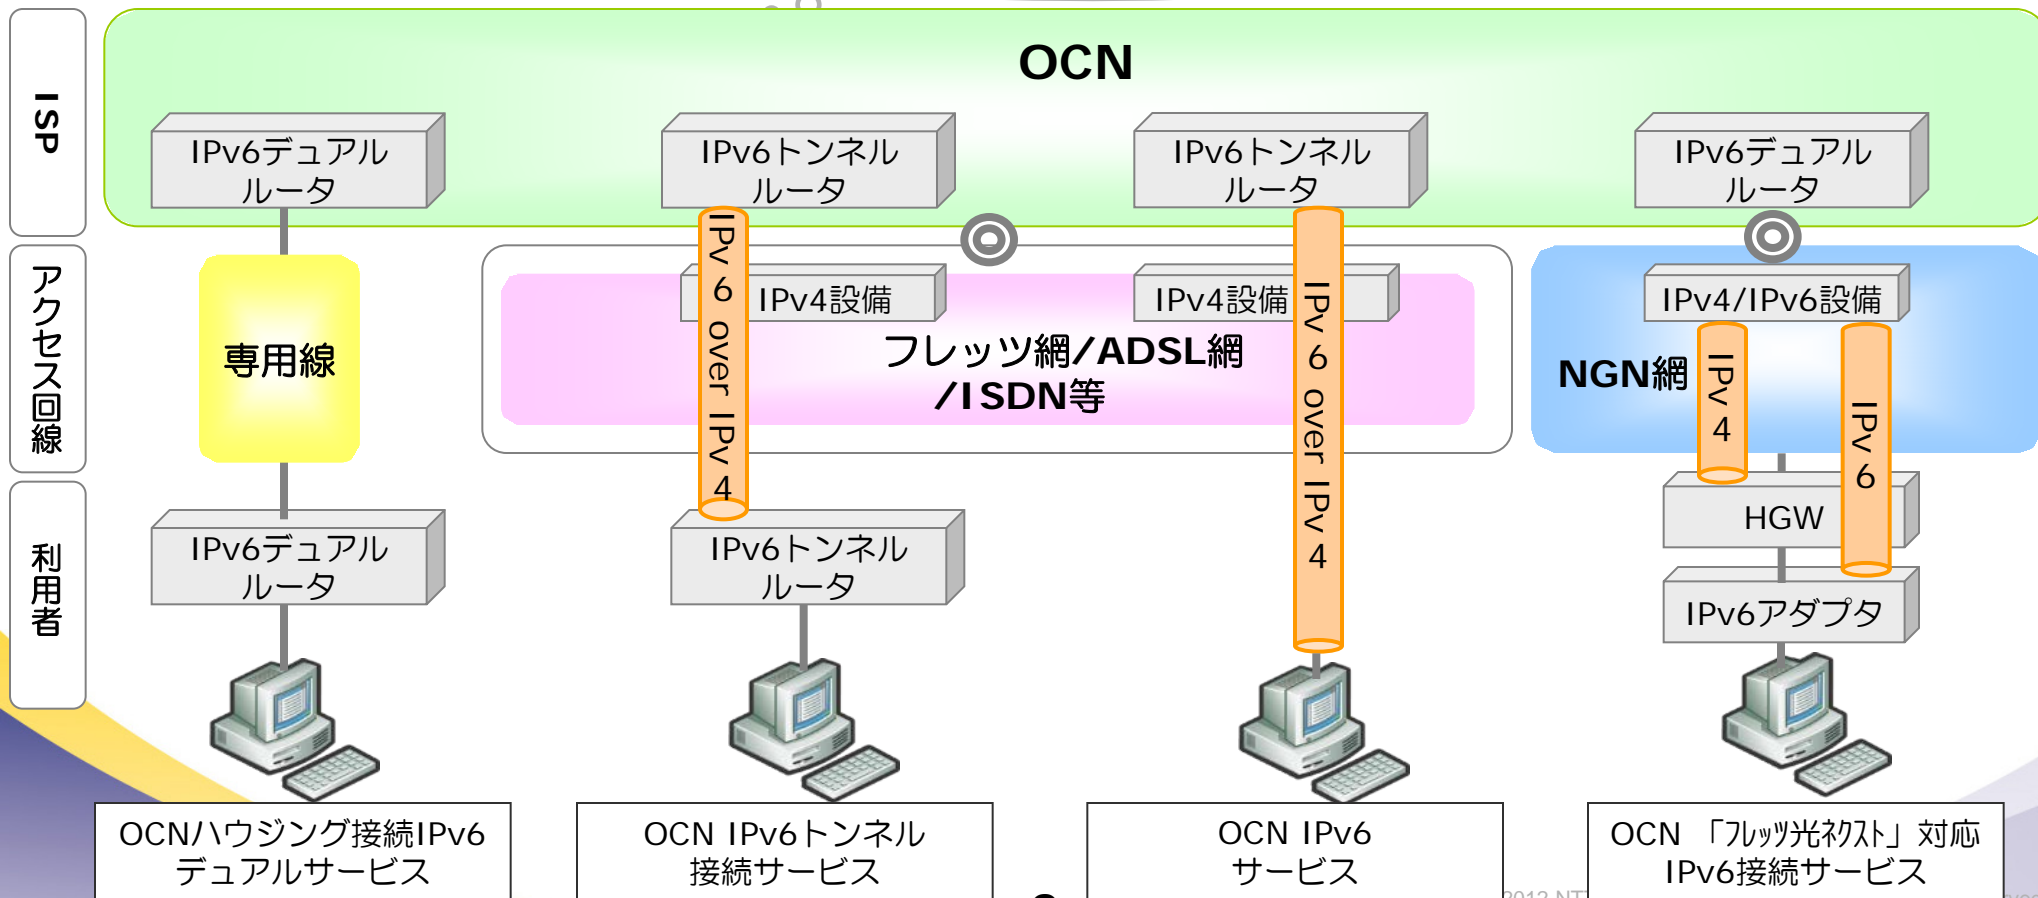 OCN
ISP
IPv6デュアル
ルータ
IPv6トンネル
ルータ
IPv6トンネル
ルータ
IPv6デュアル
ルータ
アクセス回線
専用線
IPv6 over IPv4
IPv4設備
IPv4設備
IPv6 over IPv4
フレッツ網/ADSL網
/ISDN等
IPv4/IPv6設備
NGN網
IPv4
IPv6
利用者
IPv6デュアル
ルータ
IPv6トンネル
ルータ
HGW
IPv6アダプタ
OCNハウジング接続IPv6
デュアルサービス
OCN IPv6トンネル
接続サービス
OCN IPv6
サービス
OCN 「フレッツ光ネクスト」対応
IPv6接続サービス
2012 NT